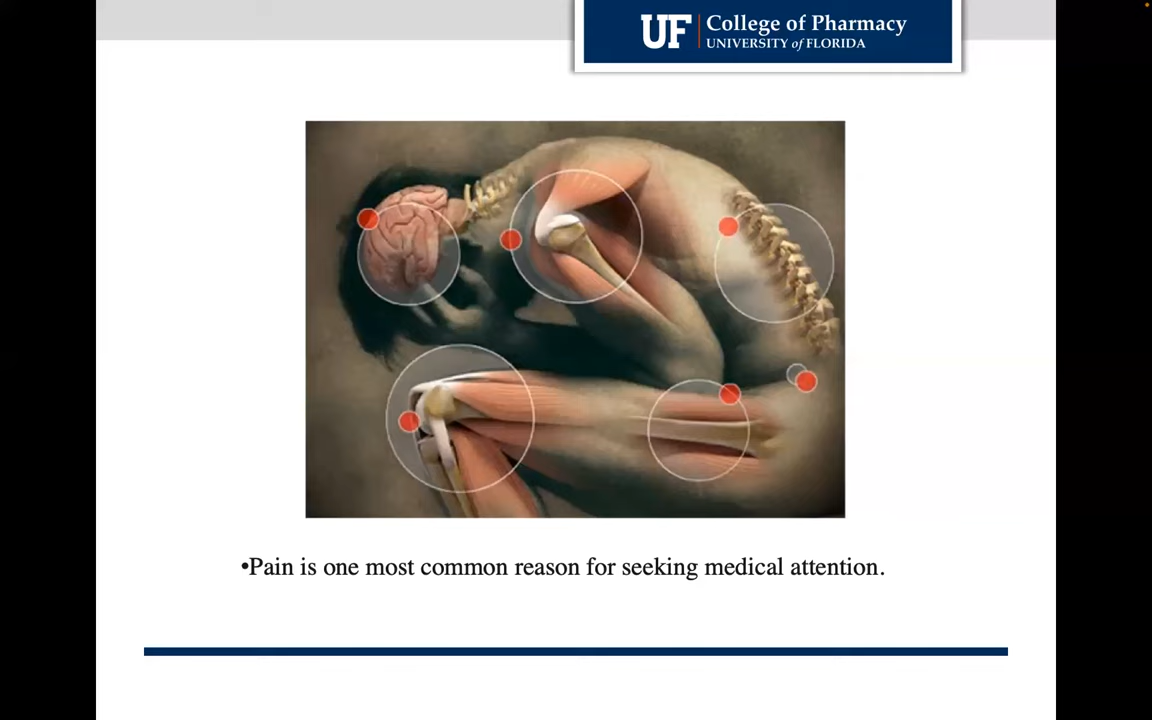 UF College of Pharmacy
UNIVERSITY of FLORIDA
•Pain is one most common reason for seeking medical attention.